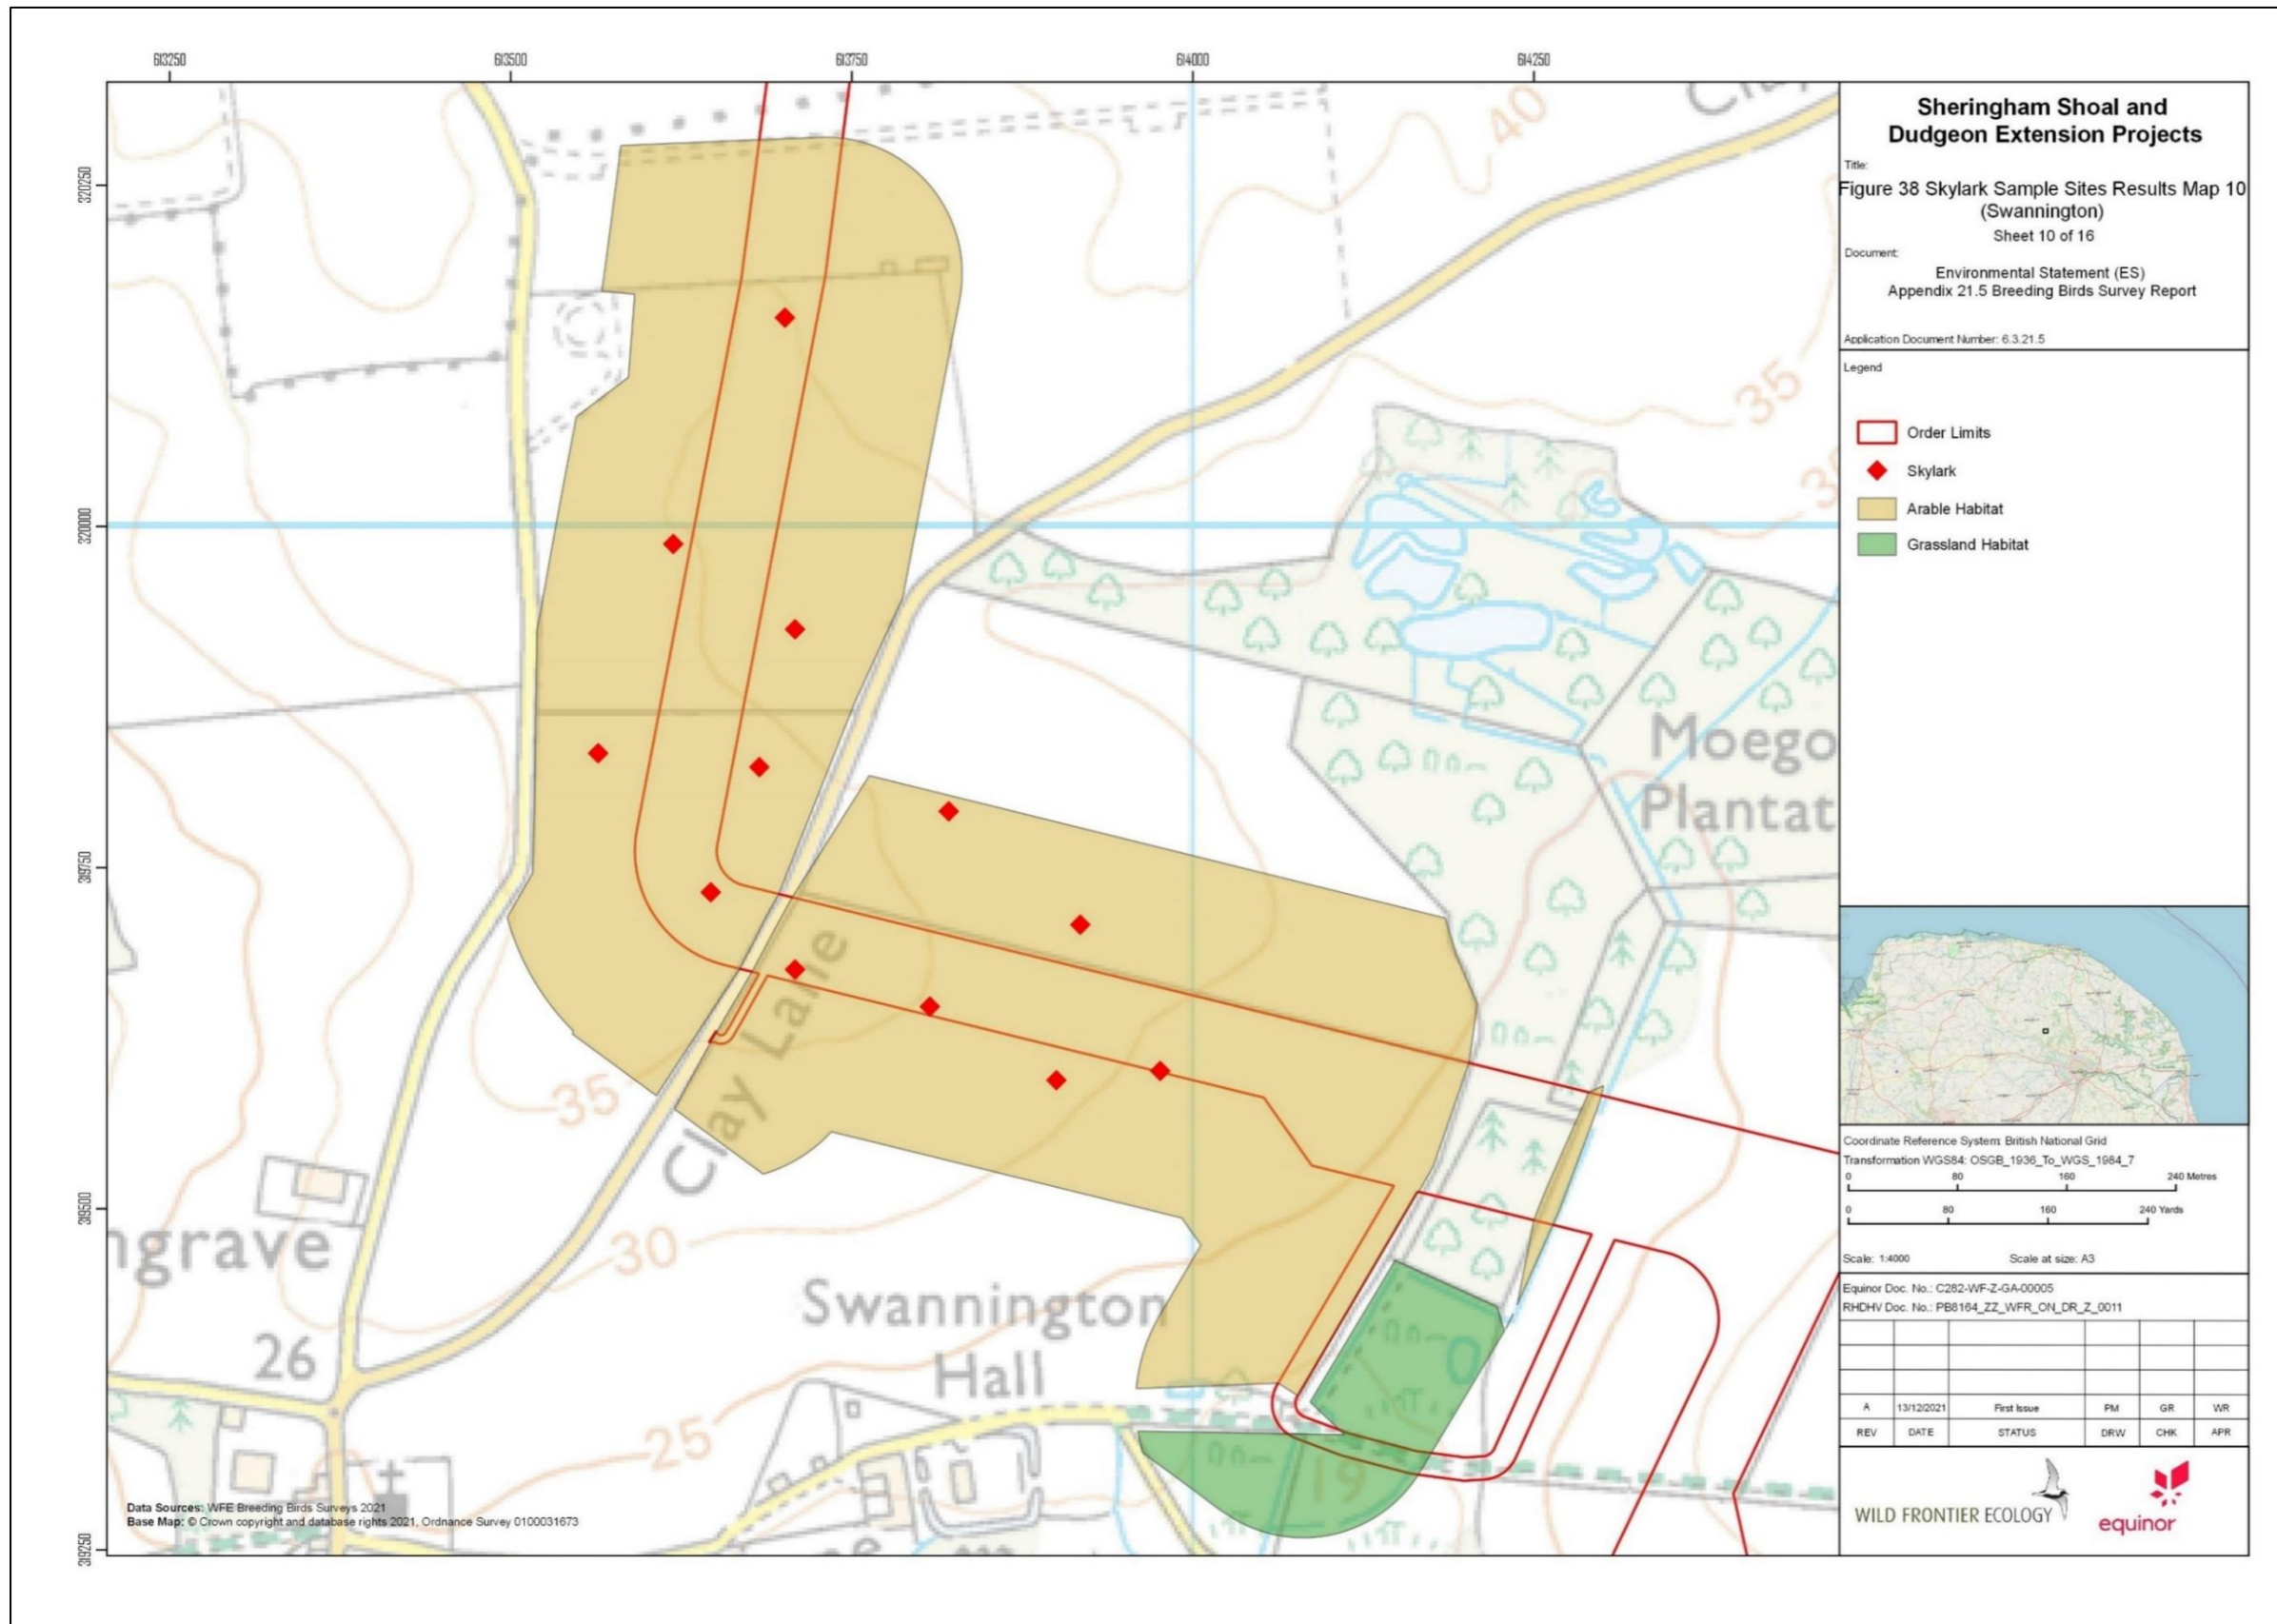 613250
613500
613750
614000
614250
320250
320000
319750
319500
319250
40
35
35
30
25
26
19
Moego
Plantat
Clay Lane
ngrave
Swannington
Hall
Data Sources: WFE Breeding Birds Surveys 2021
Base Map: © Crown copyright and database rights 2021, Ordnance Survey 0100031673
Sheringham Shoal and
Dudgeon Extension Projects
Title:
Figure 38 Skylark Sample Sites Results Map 10
(Swannington)
Sheet 10 of 16
Document:
Environmental Statement (ES)
Appendix 21.5 Breeding Birds Survey Report
Application Document Number: 6.3.21.5
Legend
Order Limits
Skylark
Arable Habitat
Grassland Habitat
Coordinate Reference System: British National Grid
Transformation WGS84: OSGB_1936_To_WGS_1984_7
0 80 160 240 Metres
0 80 160 240 Yards
Scale: 1:4000 Scale at size: A3
Equinor Doc. No.: C282-WF-Z-GA-00005
RHDHV Doc. No.: PB8164_ZZ_WFR_ON_DR_Z_0011
A 13/12/2021 First Issue PM GR WR
REV DATE STATUS DRW CHK APR
WILD FRONTIER ECOLOGY
equinor